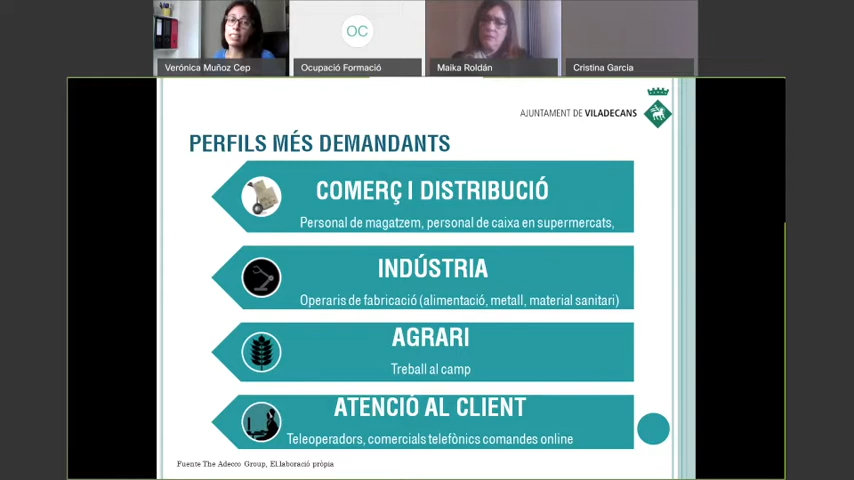 OC
Verónica Muñoz Cep
Ocupació Formació
Maika Roldán
Cristina Garcia
AJUNTAMENT DE VILADECANS
PERFILS MÉS DEMANDANTS
COMERÇ I DISTRIBUCIÓ
Personal de magatzem, personal de caixa en supermercats,
INDÚSTRIA
Operaris de fabricació (alimentació, metall, material sanitari)
AGRARI
Treball al camp
ATENCIÓ AL CLIENT
Teleoperadors, comercials telefònics comandes online
Fuente The Adecco Group, El.laboració pròpia